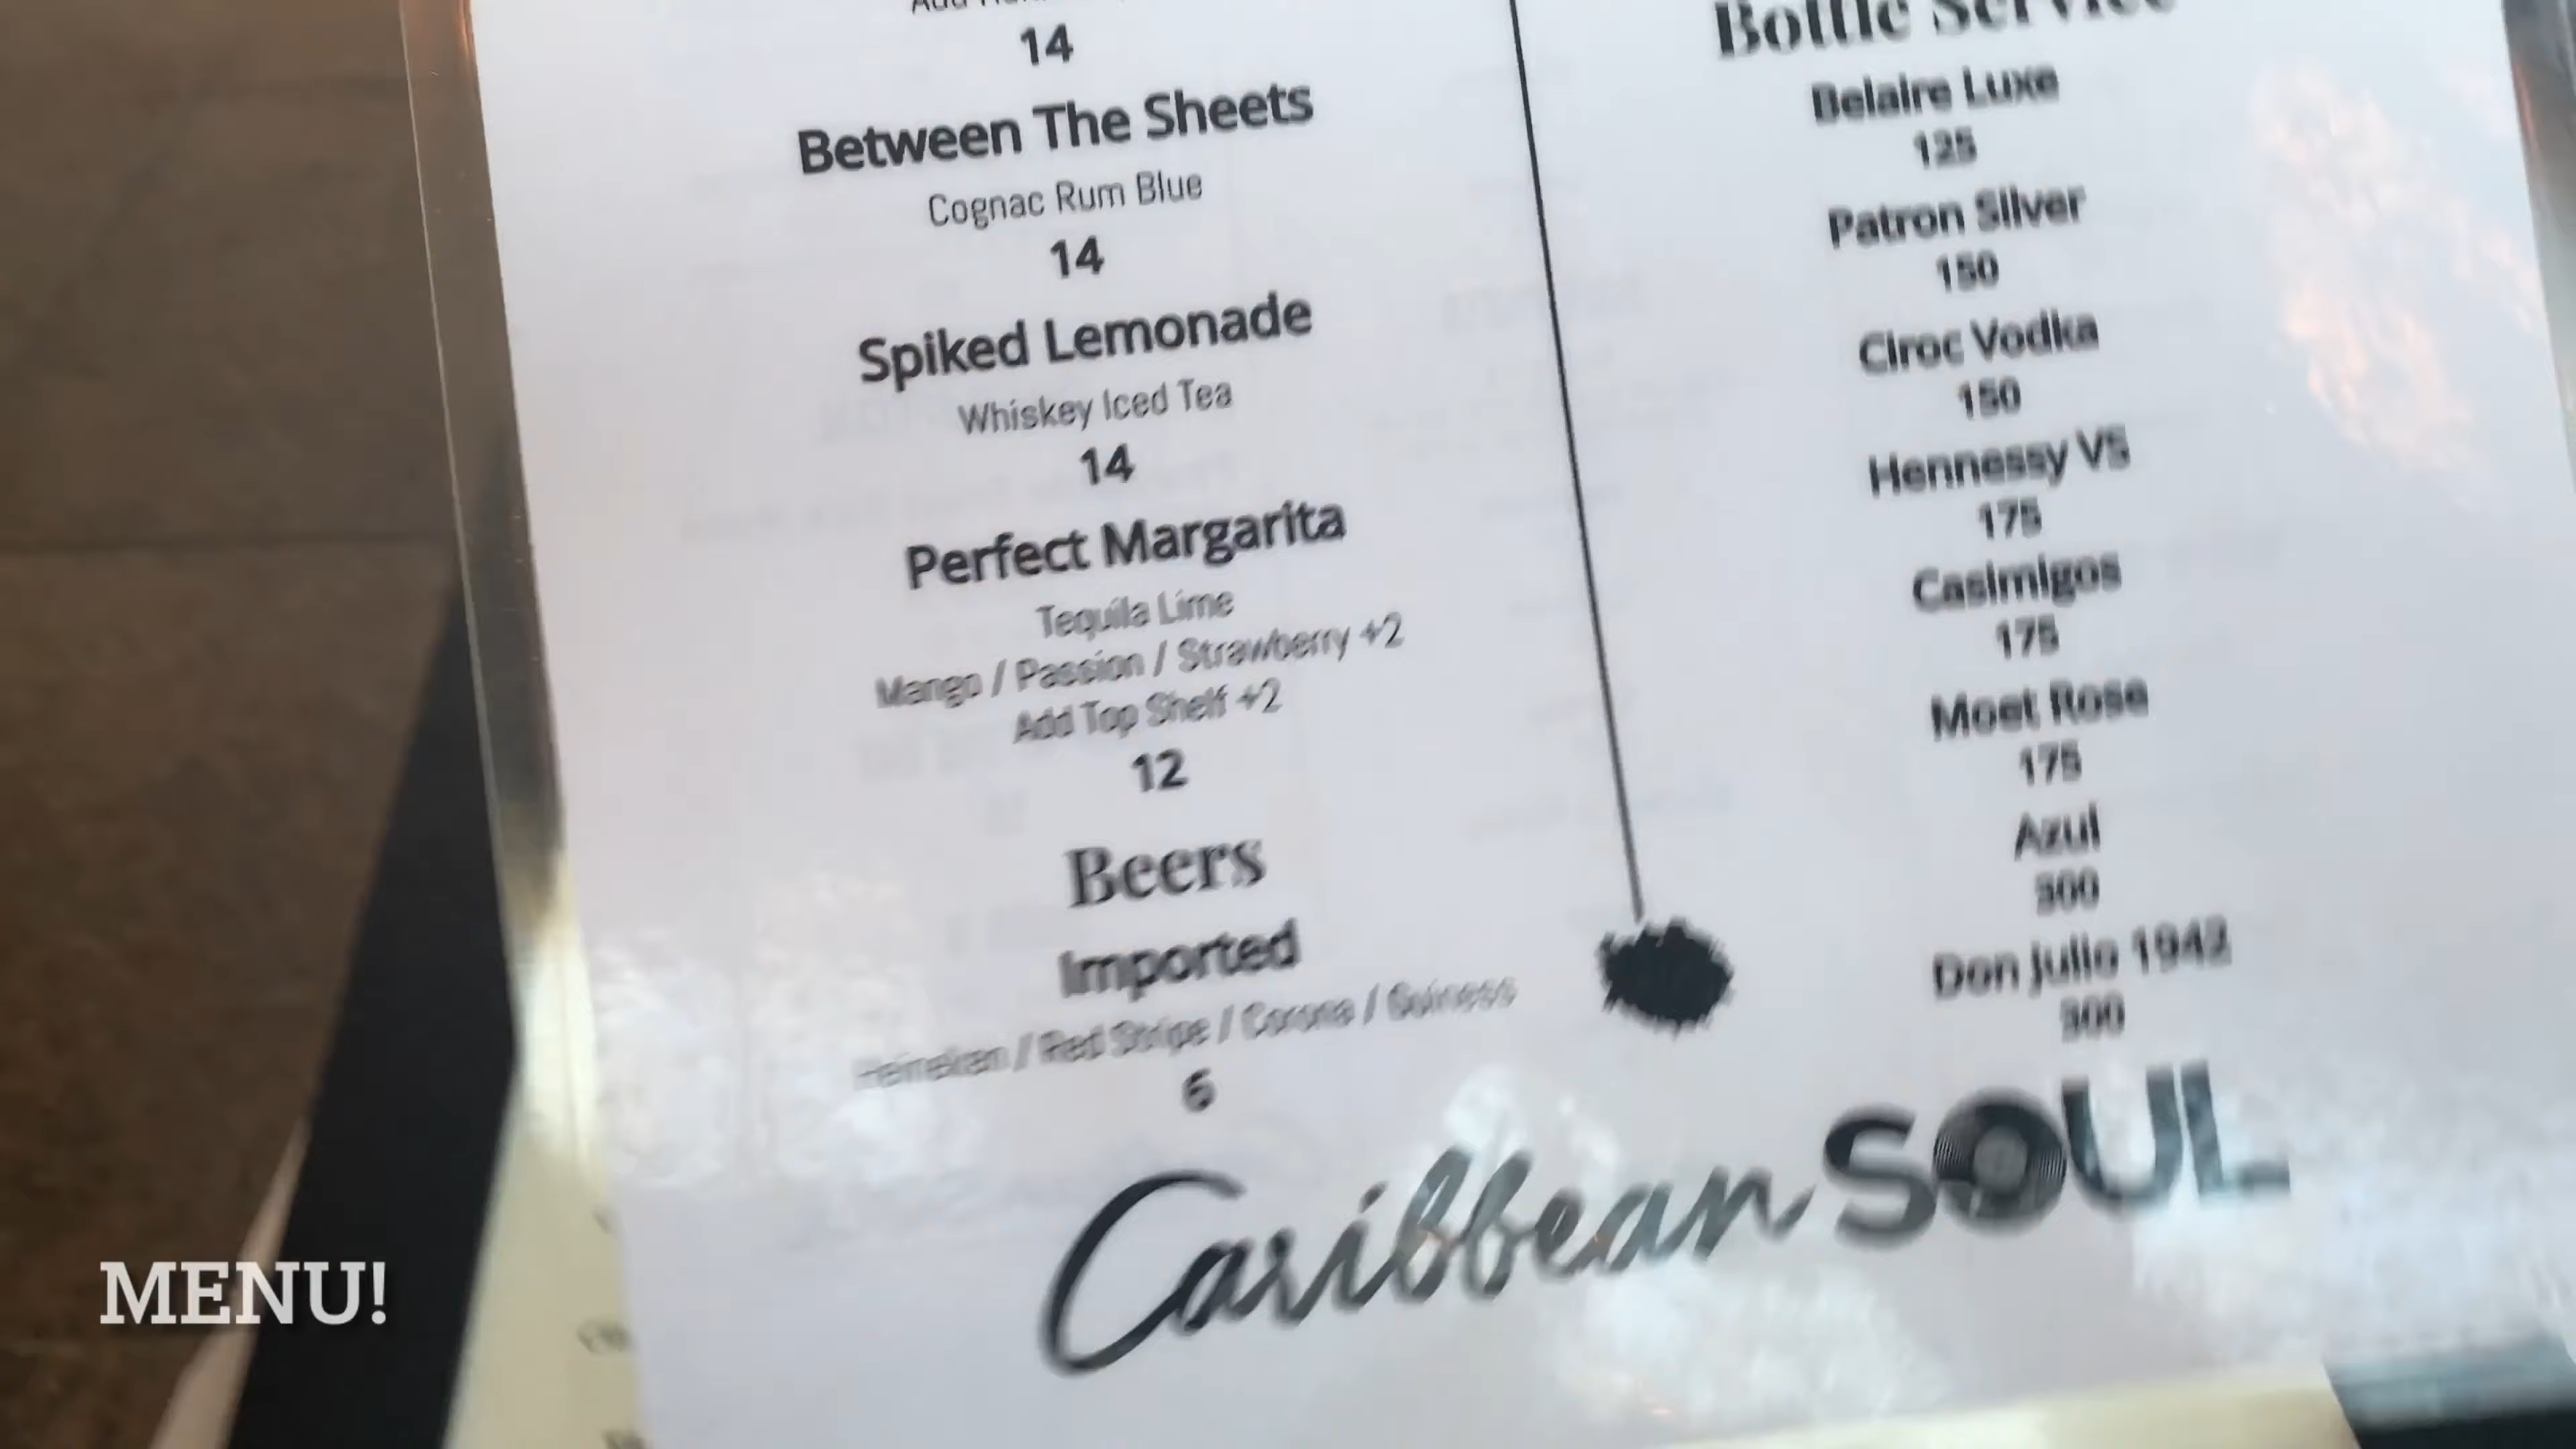 14
Between The Sheets
Cognac Rum Blue
14
Spiked Lemonade
Whiskey Iced Tea
14
Perfect Margarita
Tequila Lime
Mango / Passion / Strawberry +2
Add Top Shelf +2
12
Beers
Imported
Heineken / Red Stripe / Corona / Guiness
6
Bottle Service
Belaire Luxe
125
Patron Silver
150
Ciroc Vodka
150
Hennessy VS
175
Casimigos
175
Moet Rose
175
Azul
300
Don Julio 1942
300
Caribbean SOUL
MENU!